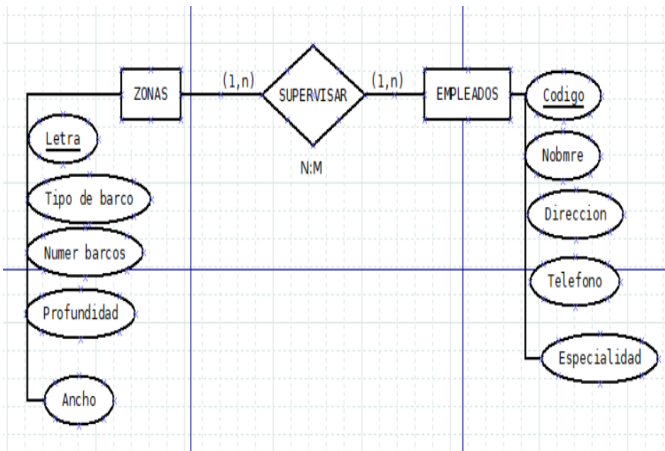 ZONAS
(1,n)
SUPERVISAR
(1,n)
EMPLEADOS
N:M
Letra
Tipo de barco
Numer barcos
Profundidad
Ancho
Codigo
Nobmre
Direccion
Telefono
Especialidad